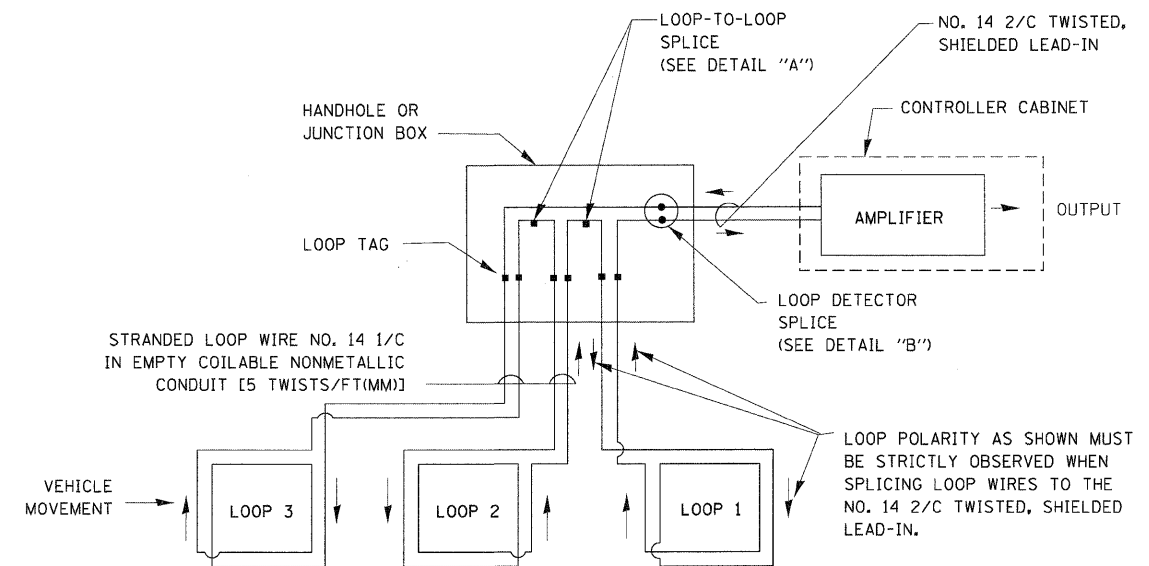 LOOP-TO-LOOP
SPLICE
(SEE DETAIL "A")
NO. 14 2/C TWISTED,
SHIELDED LEAD-IN
HANDHOLE OR
JUNCTION BOX
CONTROLLER CABINET
AMPLIFIER
OUTPUT
LOOP TAG
LOOP DETECTOR
SPLICE
(SEE DETAIL "B")
STRANDED LOOP WIRE NO. 14 1/C
IN EMPTY COILABLE NONMETALLIC
CONDUIT [5 TWISTS/FT(MM)]
LOOP POLARITY AS SHOWN MUST
BE STRICTLY OBSERVED WHEN
SPLICING LOOP WIRES TO THE
NO. 14 2/C TWISTED, SHIELDED
LEAD-IN.
VEHICLE
MOVEMENT
LOOP 3
LOOP 2
LOOP 1